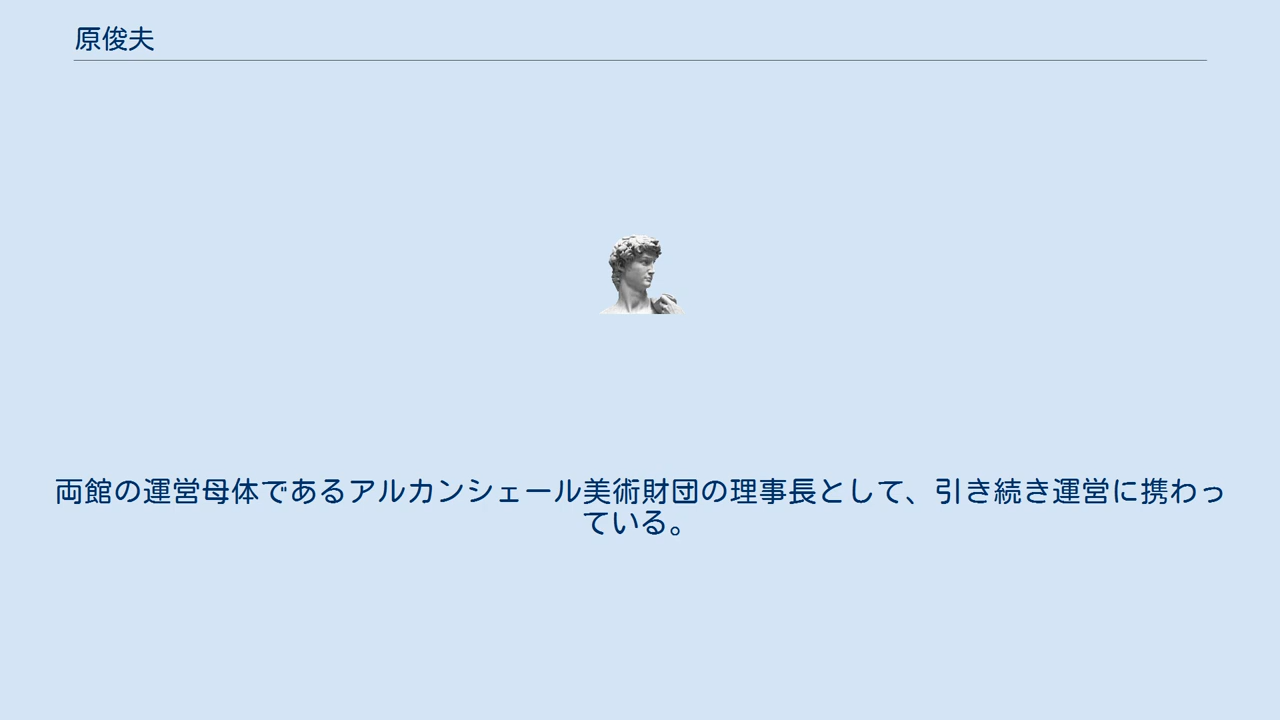 原俊夫
両館の運営母体であるアルカンシェール美術財団の理事長として、引き続き運営に携わっ
ている。